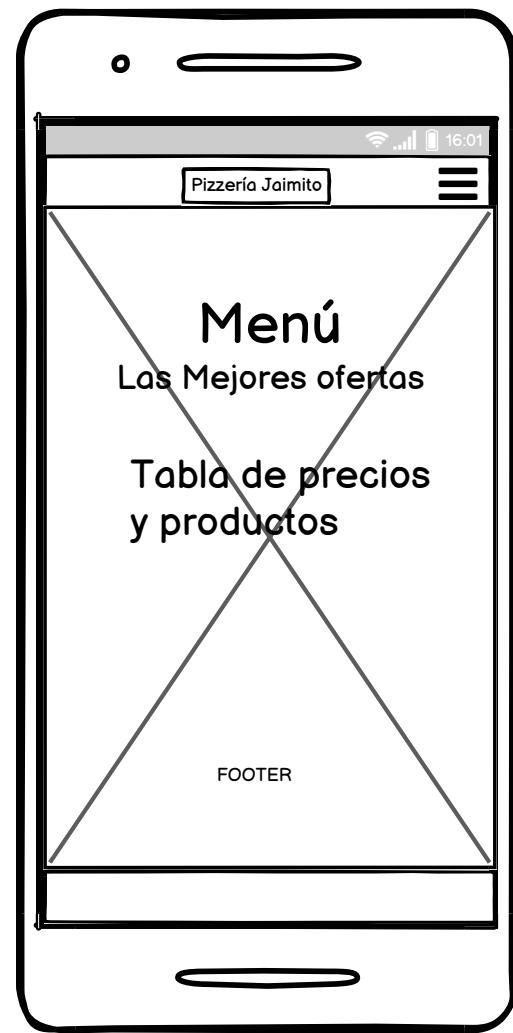 16:01
Pizzería Jaimito
Menú
Las Mejores ofertas
Tabla de precios
y productos
FOOTER